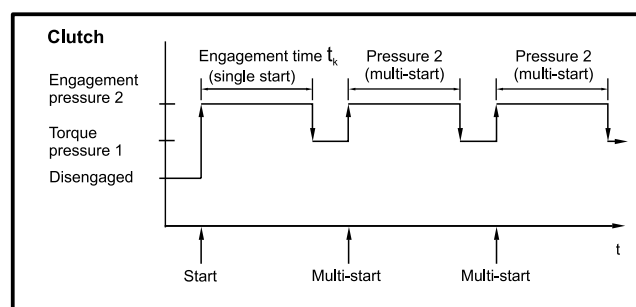 Clutch
Engagement time tk
(single start)
Pressure 2
(multi-start)
Pressure 2
(multi-start)
Engagement
pressure 2
Torque
pressure 1
Disengaged
t
Start
Multi-start
Multi-start